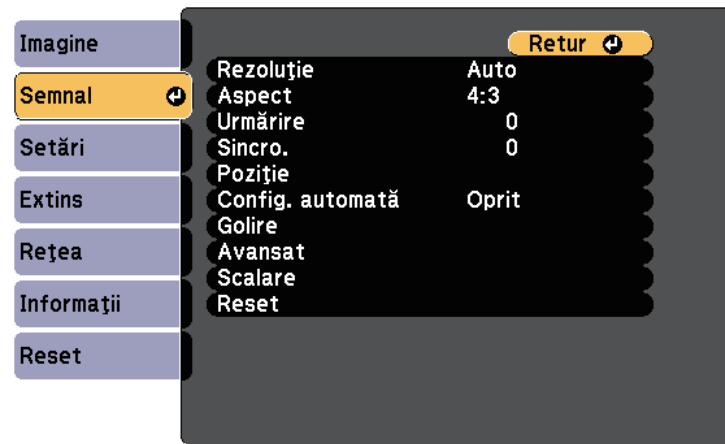 Imagine
Semnal
Setări
Extins
Reţea
Informaţii
Reset
Retur
Rezoluţie Auto
Aspect 4:3
Urmărire 0
Sincro. 0
Poziţie
Config. automată Oprit
Golire
Avansat
Scalare
Reset